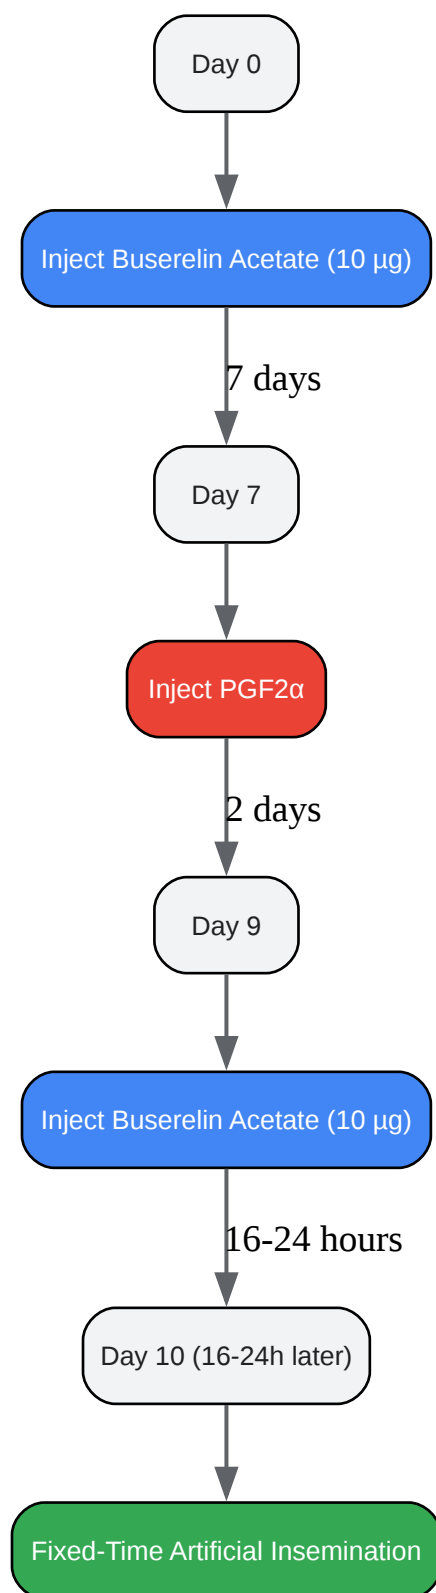 Day 0
Inject Buserelin Acetate (10 µg)
7 days
Day 7
Inject PGF2α
2 days
Day 9
Inject Buserelin Acetate (10 µg)
16-24 hours
Day 10 (16-24h later)
Fixed-Time Artificial Insemination